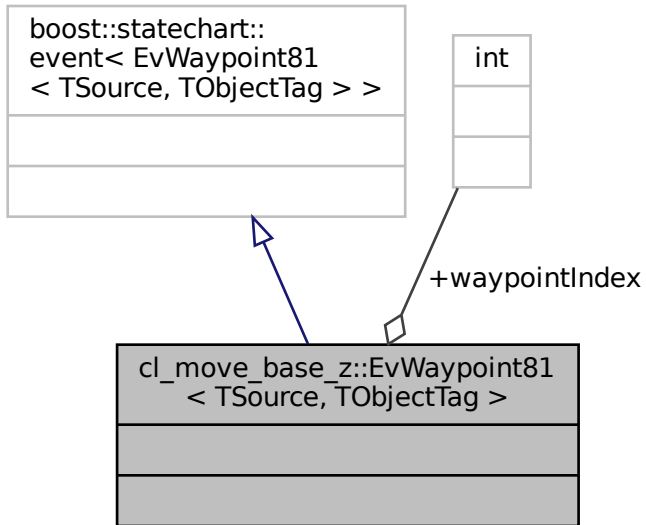 boost::statechart::
event< EvWaypoint81
< TSource, TObjectTag > >
int
+waypointIndex
cl_move_base_z::EvWaypoint81
< TSource, TObjectTag >